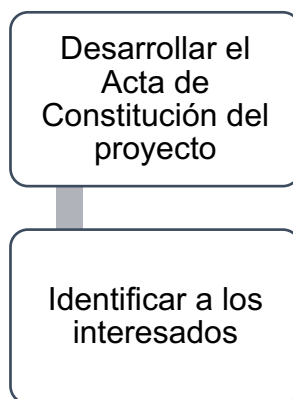 Desarrollar el
Acta de
Constitución del
proyecto
Identificar a los
interesados